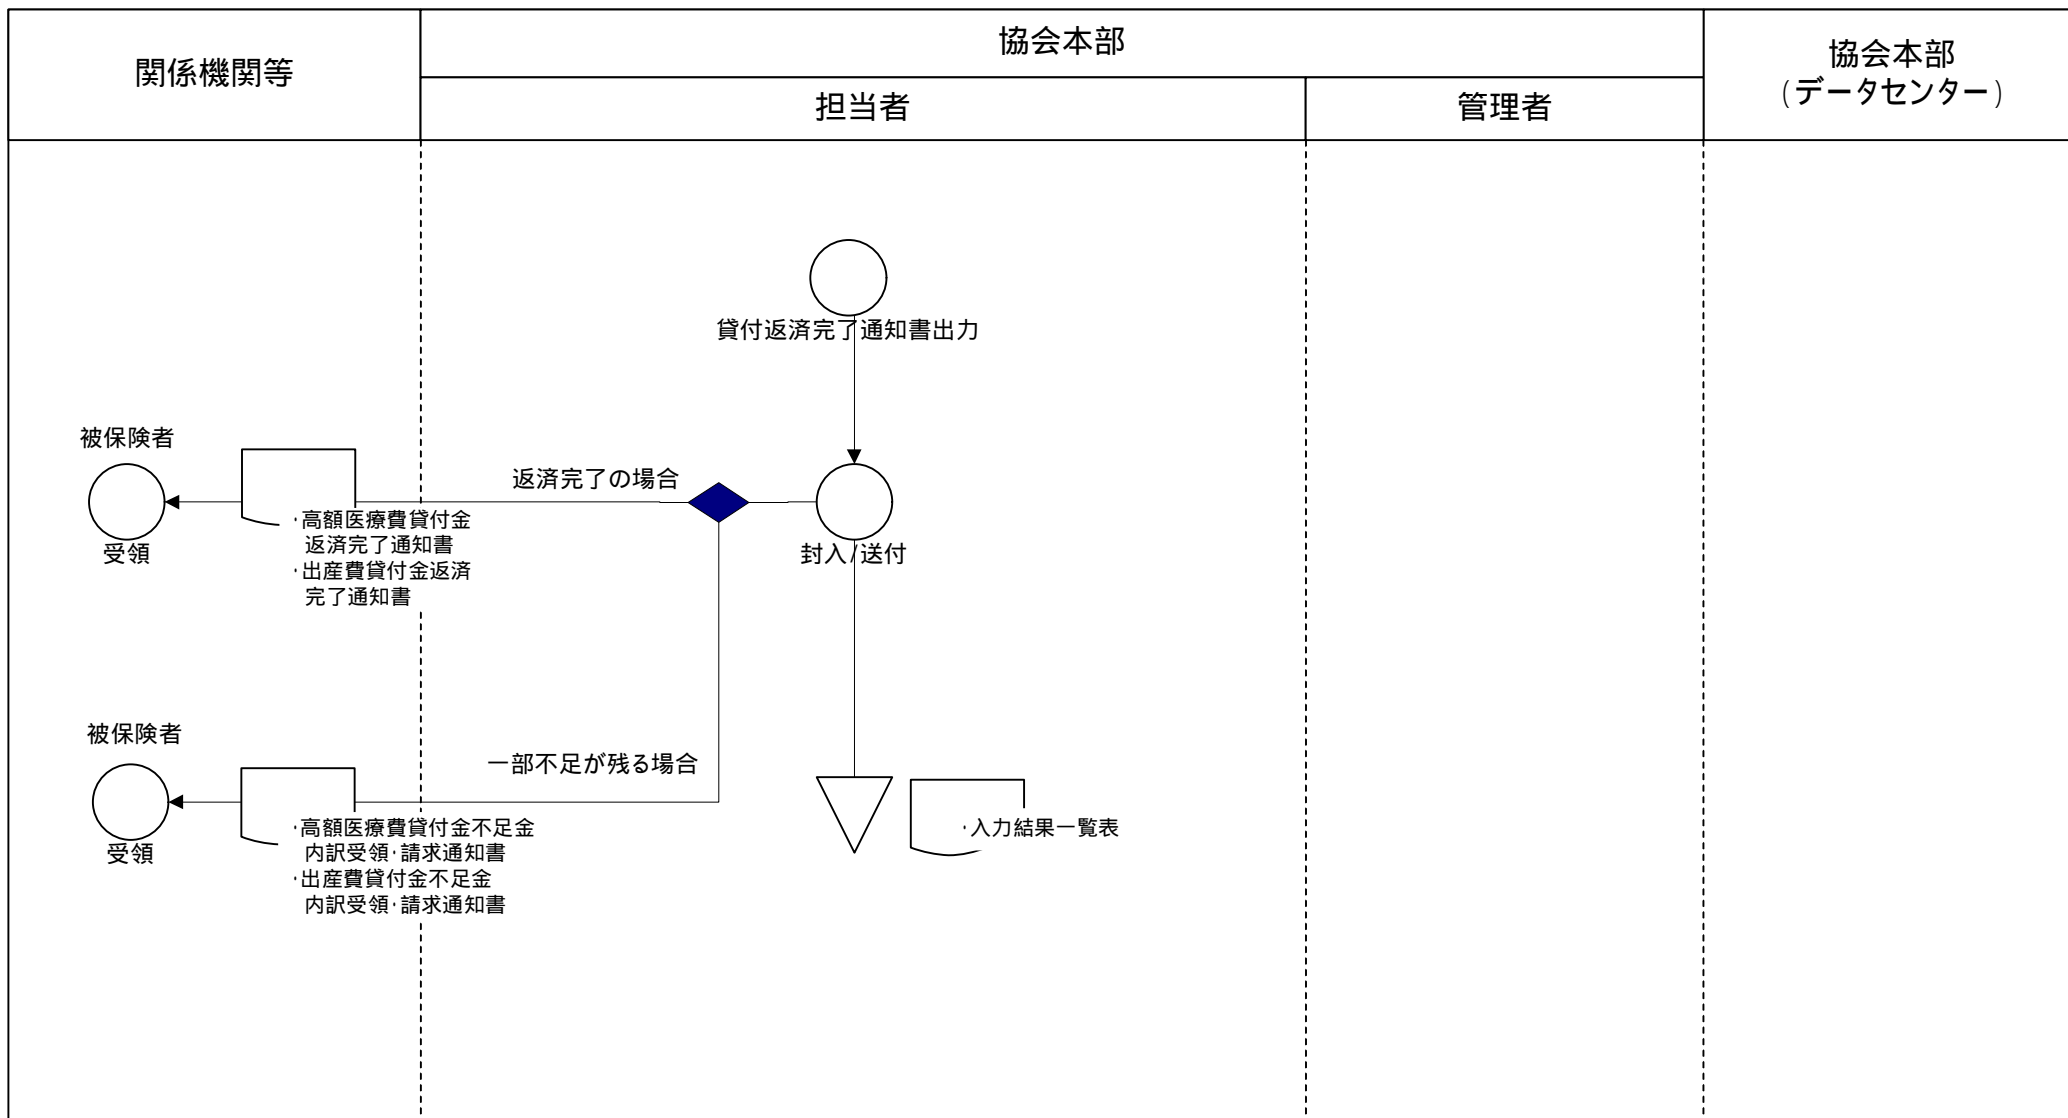 関係機関等
協会本部
担当者
管理者
協会本部
(データセンター)
貸付返済完了通知書出力
被保険者
返済完了の場合
受領
・高額医療費貸付金
返済完了通知書
・出産費貸付金返済
完了通知書
封入/送付
被保険者
一部不足が残る場合
受領
・高額医療費貸付金不足金
内訳受領・請求通知書
・出産費貸付金不足金
内訳受領・請求通知書
・入力結果一覧表